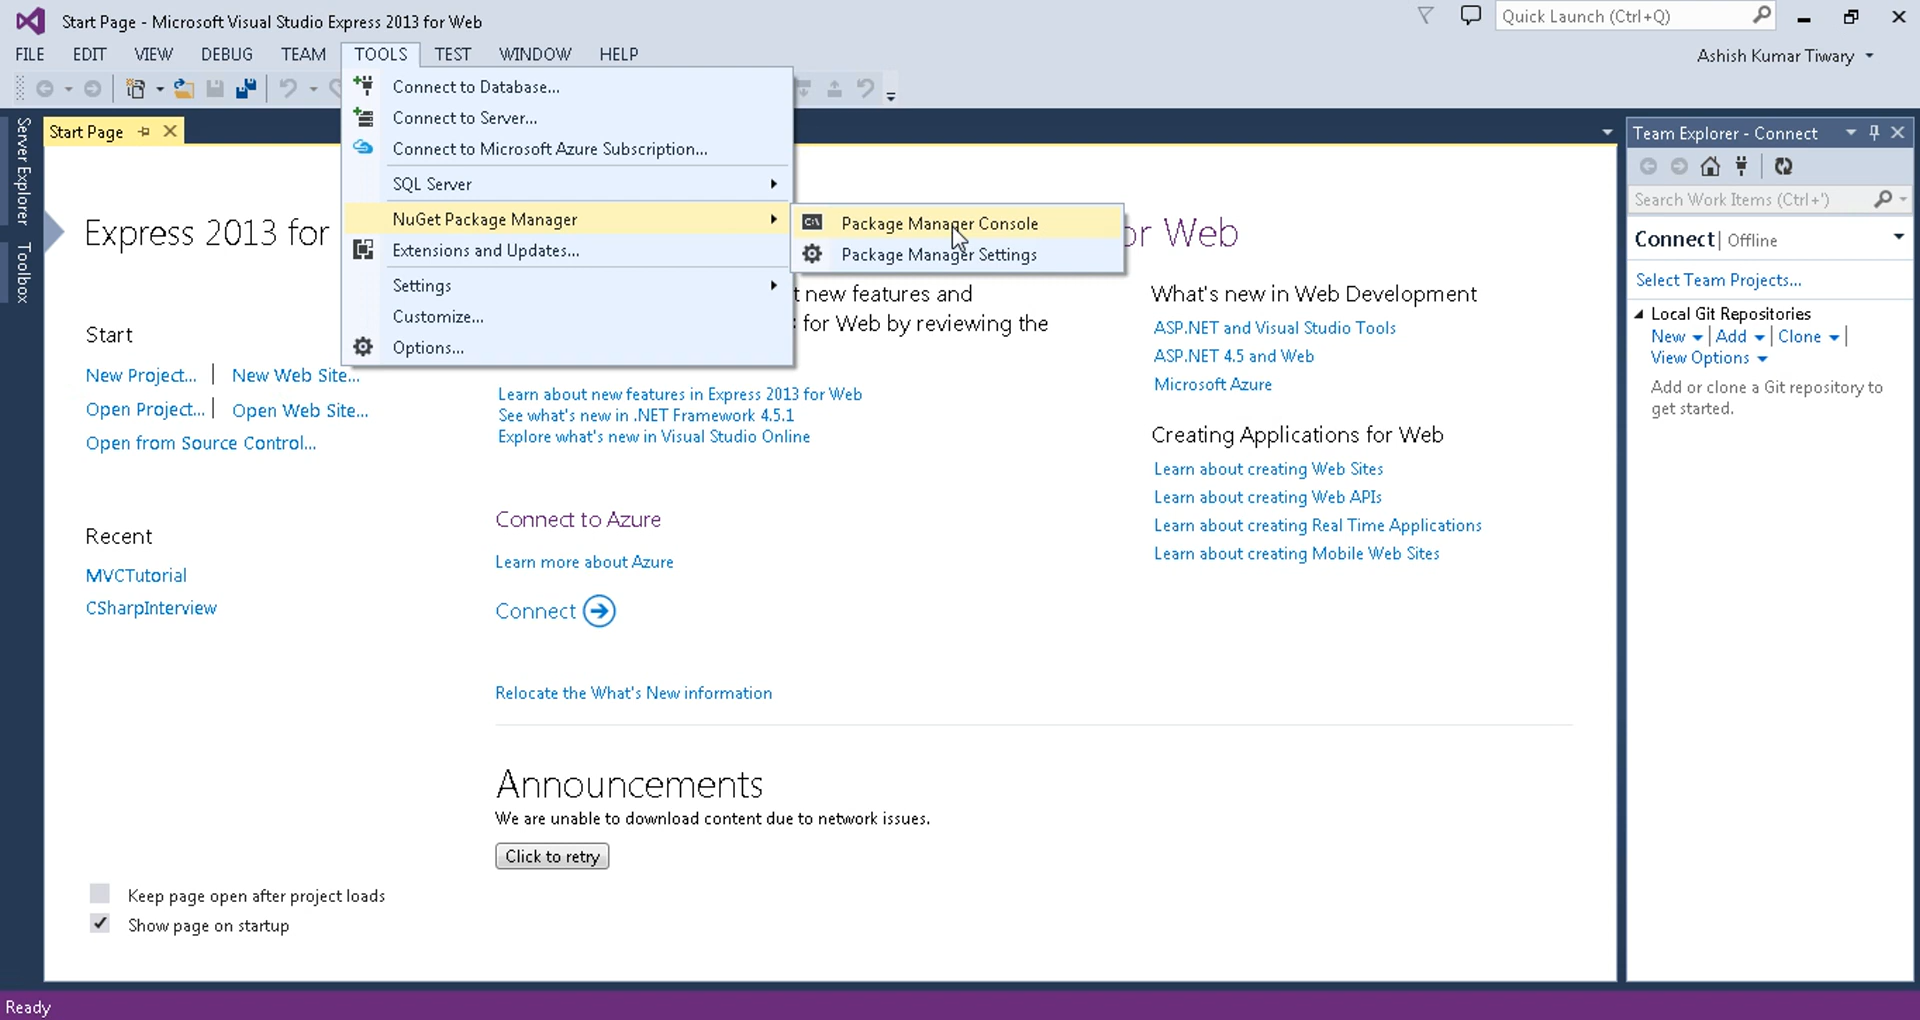 Start Page - Microsoft Visual Studio Express 2013 for Web
Quick Launch (Ctrl+Q)
FILE EDIT VIEW DEBUG TEAM TOOLS TEST WINDOW HELP
Ashish Kumar Tiwary
Server Explorer
Toolbox
Start Page
Connect to Database...
Connect to Server...
Connect to Microsoft Azure Subscription...
SQL Server
NuGet Package Manager
Extensions and Updates...
Settings
Customize...
Options...
Package Manager Console
Package Manager Settings
Express 2013 for
or Web
Start
New Project... | New Web Site...
Open Project... | Open Web Site...
Open from Source Control...
Recent
MVCTutorial
CSharpInterview
Keep page open after project loads
Show page on startup
t new features and
for Web by reviewing the
Learn about new features in Express 2013 for Web
See what's new in .NET Framework 4.5.1
Explore what's new in Visual Studio Online
Connect to Azure
Learn more about Azure
Connect
Relocate the What's New information
Announcements
We are unable to download content due to network issues.
Click to retry
What's new in Web Development
ASP.NET and Visual Studio Tools
ASP.NET 4.5 and Web
Microsoft Azure
Creating Applications for Web
Learn about creating Web Sites
Learn about creating Web APIs
Learn about creating Real Time Applications
Learn about creating Mobile Web Sites
Team Explorer - Connect
Search Work Items (Ctrl+')
Connect | Offline
Select Team Projects...
Local Git Repositories
New | Add | Clone |
View Options
Add or clone a Git repository to
get started.
Ready